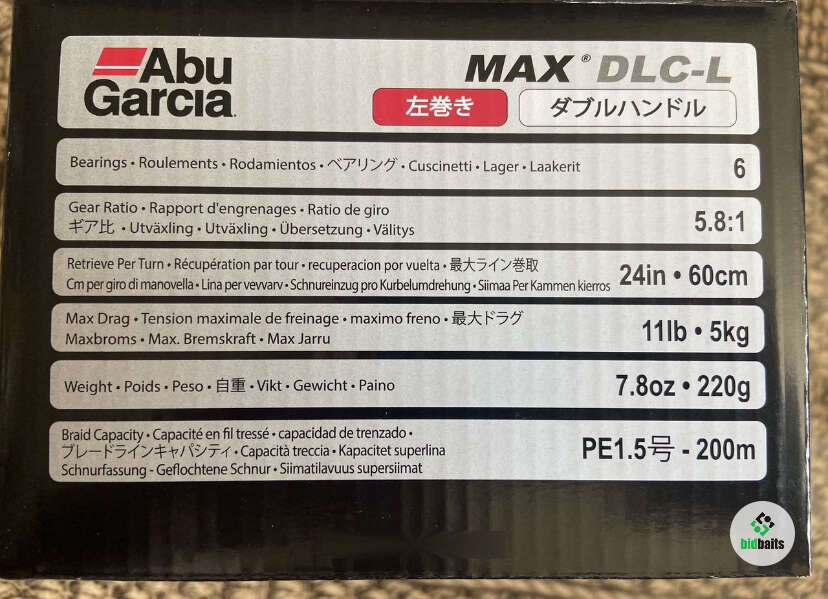 Abu
Garcia.
MAX® DLC-L
左巻き
ダブルハンドル
Bearings • Roulements • Rodamientos • ベアリング • Cuscinetti • Lager • Laakerit
6
Gear Ratio • Rapport d'engrenages • Ratio de giro
ギア比 • Utväxling • Utväxling • Übersetzung • Välitys
5.8:1
Retrieve Per Turn • Récupération par tour • recuperacion por vuelta • 最大ライン巻取
Cm per giro di manovella • Lina per vevvarv • Schnureinzug pro Kurbelumdrehung • Siimaa Per Kammen kierros
24in • 60cm
Max Drag • Tension maximale de freinage • maximo freno • 最大ドラグ
Maxbroms • Max. Bremskraft • Max Jarru
11lb • 5kg
Weight • Poids • Peso • 自重 • Vikt • Gewicht • Paino
7.8oz • 220g
Braid Capacity • Capacité en fil tressé • capacidad de trenzado •
ブレードラインキャパシティ • Capacità treccia • Kapacitet superlina
Schnurfassung - Geflochtene Schnur • Siimatilavuus supersiimat
PE1.5号 - 200m
bidbaits